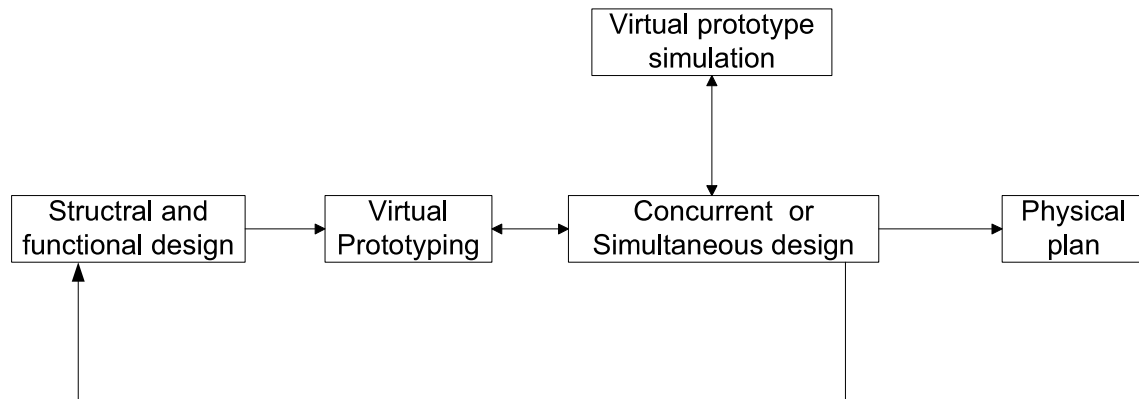 Virtual prototype
simulation
Structral and
functional design
Virtual
Prototyping
Concurrent or
Simultaneous design
Physical
plan